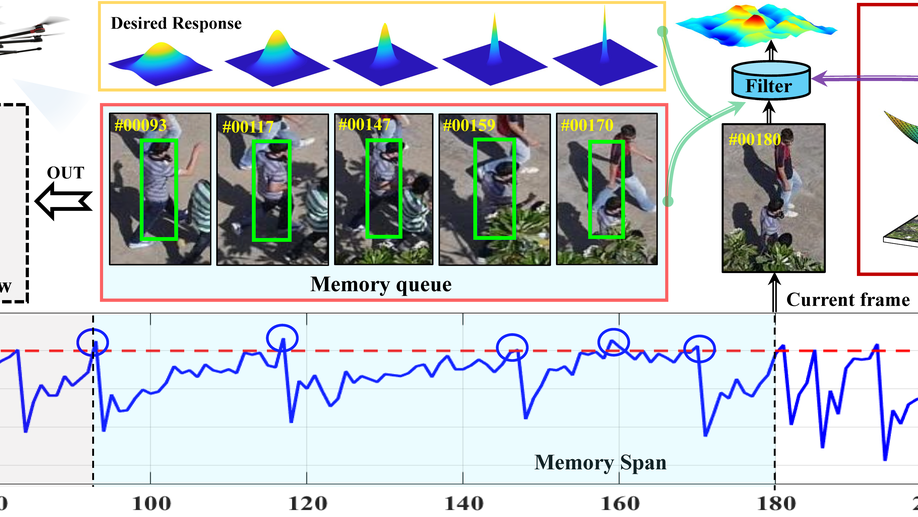 Desired Response
Filter
#00093 #00117 #00147 #00159 #00170
#00180
OUT
Memory queue
Current frame
Memory Span
100 120 140 160 180